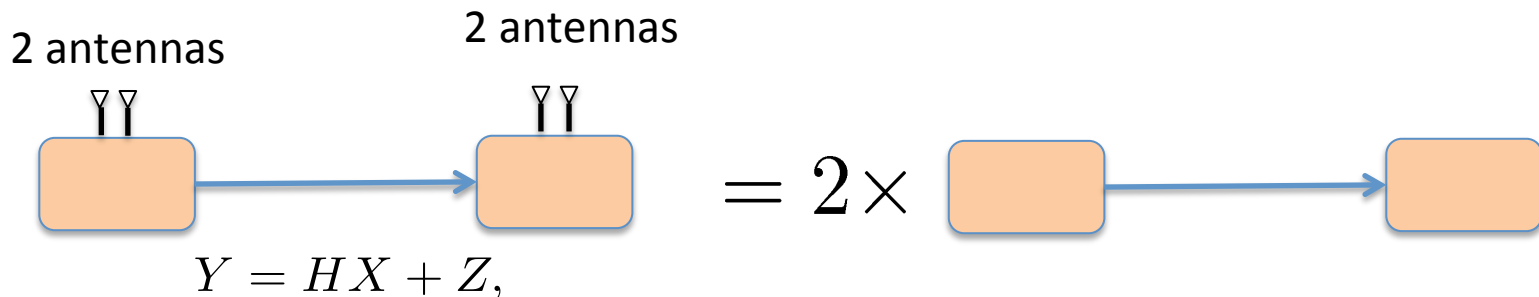 2 antennas
2 antennas
= 2×
Y = HX + Z,